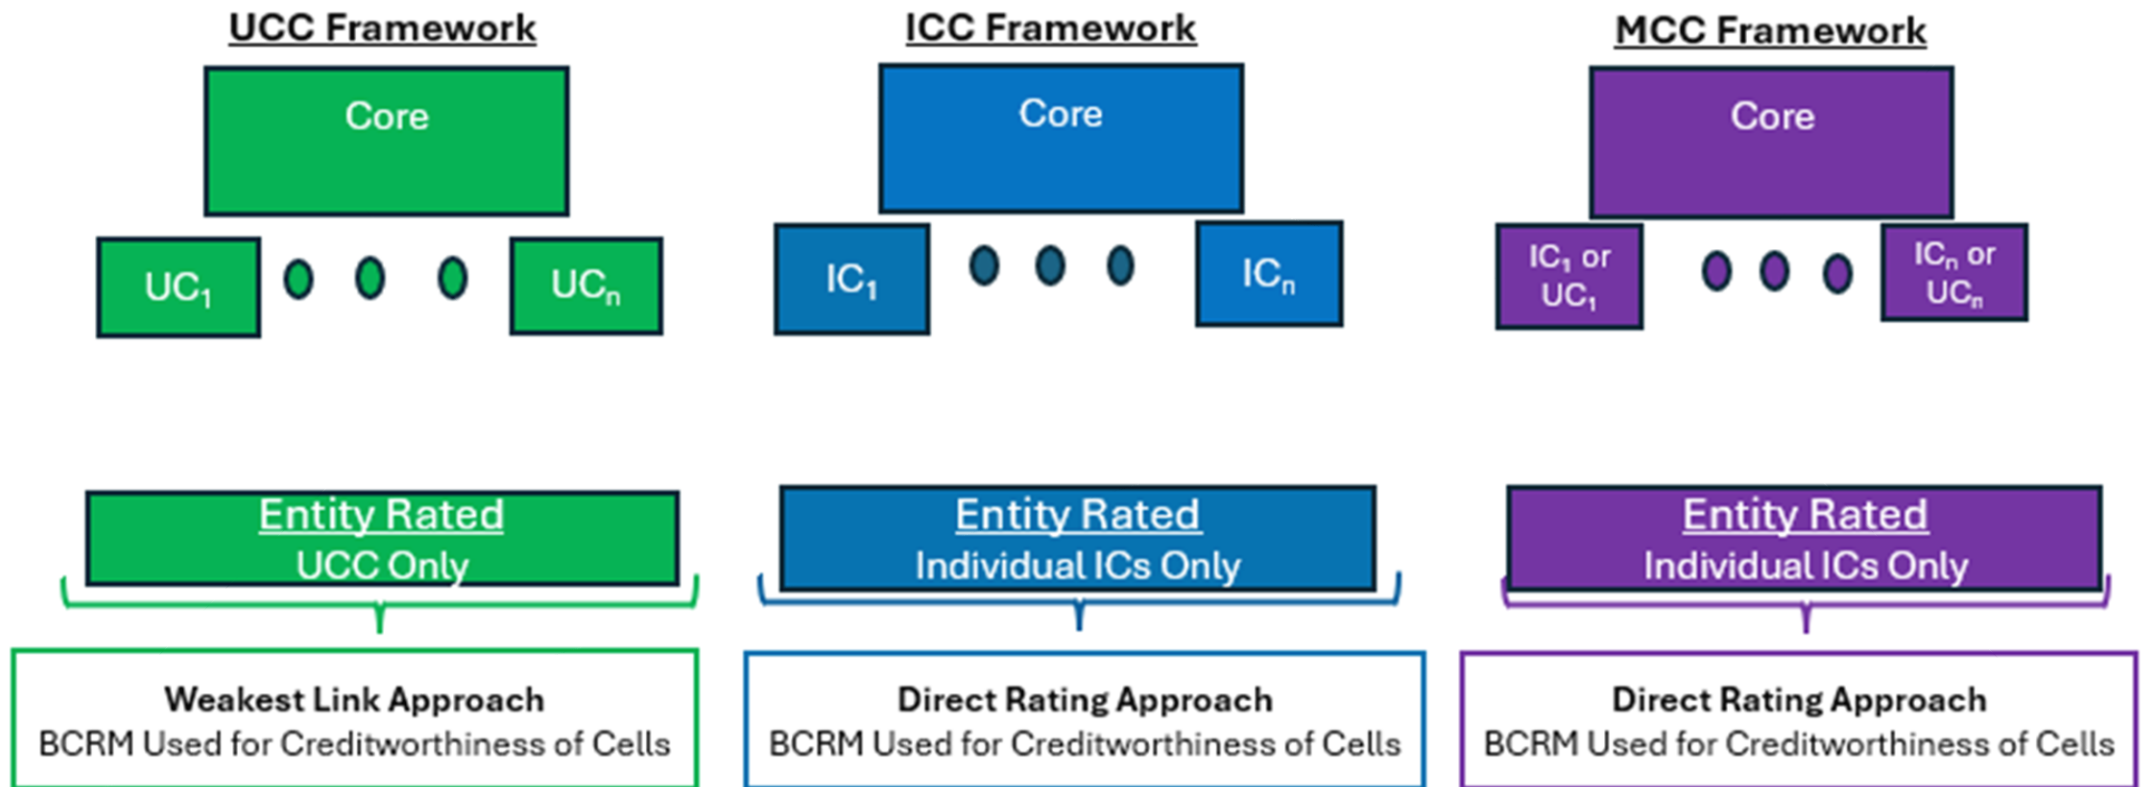 UCC Framework
Core
UC₁
UCₙ
Entity Rated
UCC Only
Weakest Link Approach
BCRM Used for Creditworthiness of Cells
ICC Framework
Core
IC₁
ICₙ
Entity Rated
Individual ICs Only
Direct Rating Approach
BCRM Used for Creditworthiness of Cells
MCC Framework
Core
IC₁ or
UC₁
ICₙ or
UCₙ
Entity Rated
Individual ICs Only
Direct Rating Approach
BCRM Used for Creditworthiness of Cells